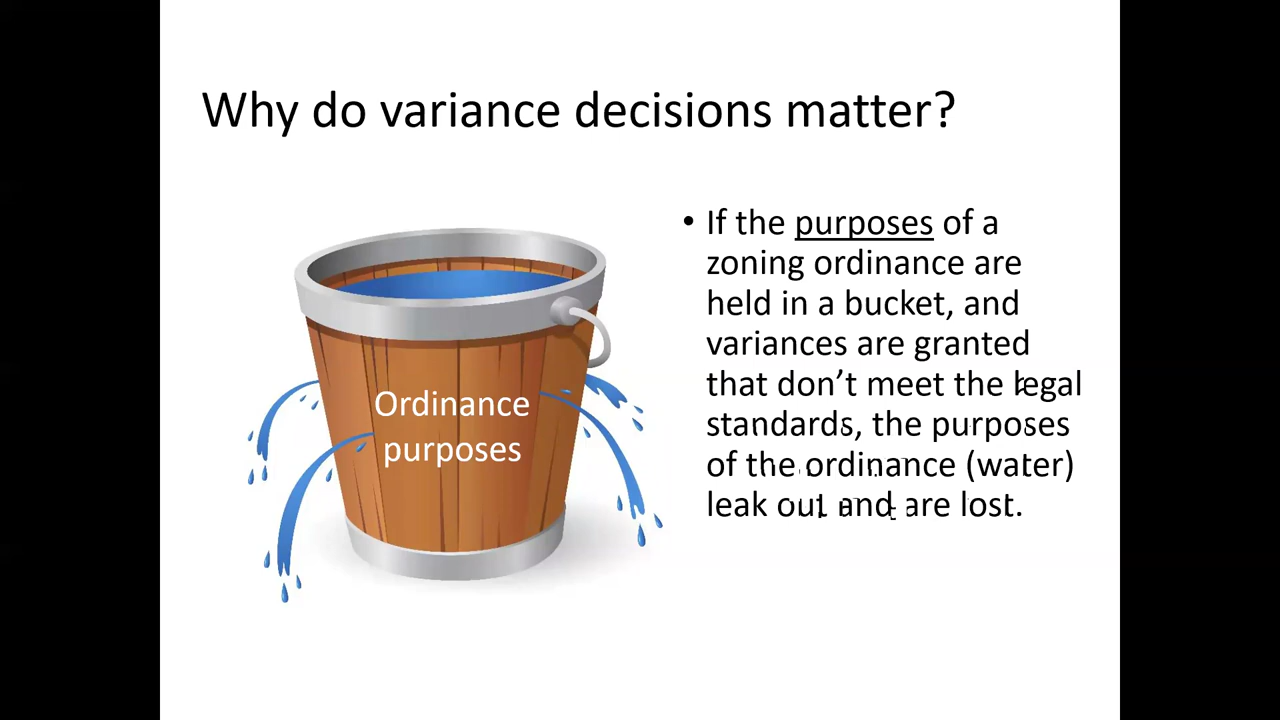 Why do variance decisions matter?
Ordinance
purposes
• If the purposes of a
zoning ordinance are
held in a bucket, and
variances are granted
that don’t meet the legal
standards, the purposes
of the ordinance (water)
leak out and are lost.